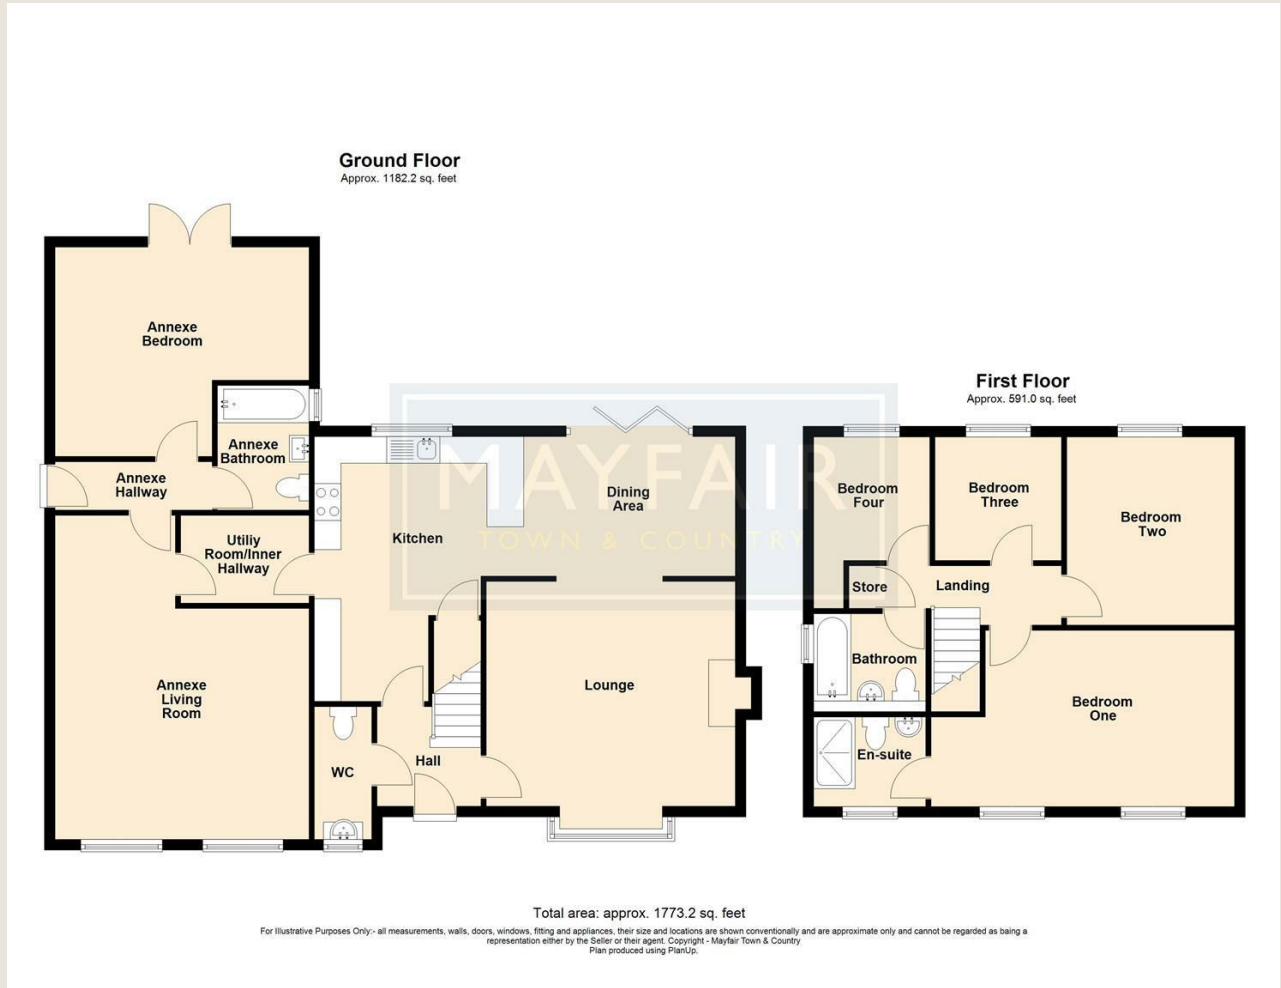 Ground Floor
Approx. 1182.2 sq. feet
Annexe
Bedroom
Annexe
Bathroom
Annexe
Hallway
Utiliy
Room/Inner
Hallway
Annexe
Living
Room
Kitchen
Dining
Area
Lounge
WC
Hall
MAYFAIR
TOWN & COUNTRY
First Floor
Approx. 591.0 sq. feet
Bedroom
Four
Bedroom
Three
Bedroom
Two
Store
Landing
Bathroom
Bedroom
One
En-suite
Total area: approx. 1773.2 sq. feet
For Illustrative Purposes Only:- all measurements, walls, doors, windows, fitting and appliances, their size and locations are shown conventionally and are approximate only and cannot be regarded as being a
representation either by the Seller or their agent. Copyright - Mayfair Town & Country
Plan produced using PlanUp.